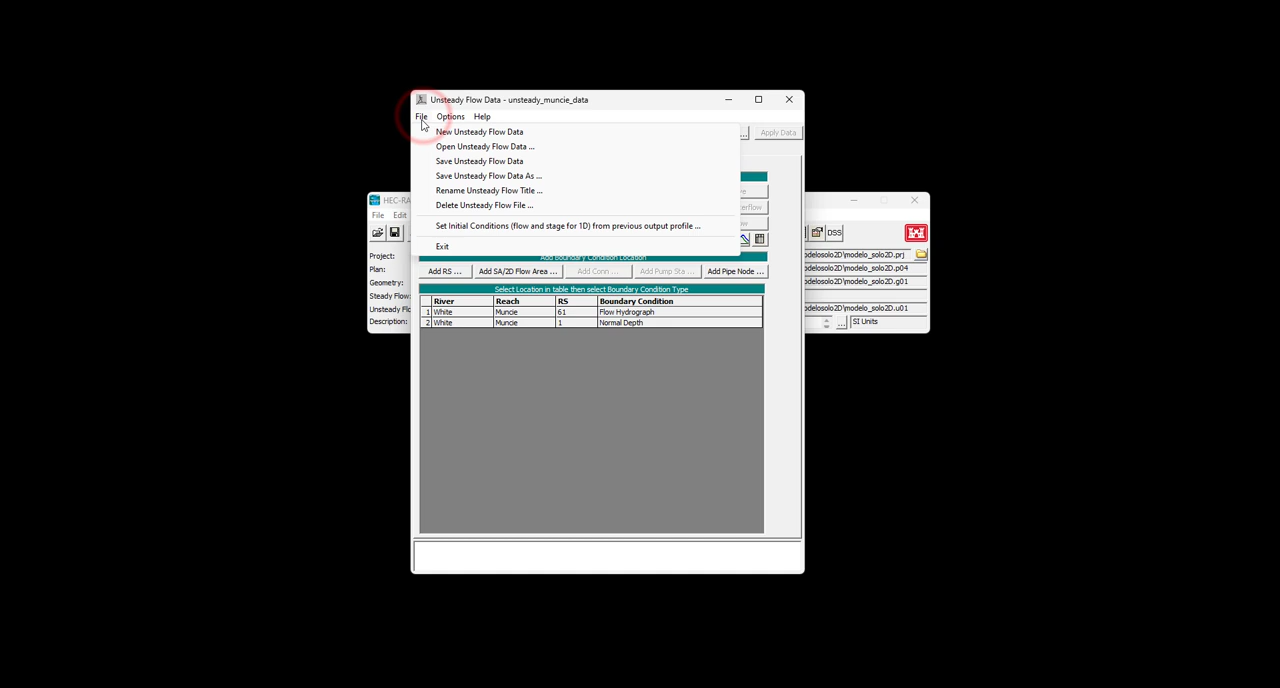 Unsteady Flow Data - unsteady_muncie_data
File Options Help
New Unsteady Flow Data
Open Unsteady Flow Data ...
Save Unsteady Flow Data
Save Unsteady Flow Data As ...
Rename Unsteady Flow Title ...
Delete Unsteady Flow File ...
Set Initial Conditions (flow and stage for 1D) from previous output profile ...
Exit
... Apply Data
Add Boundary Condition Location
Add RS ... Add SA/2D Flow Area ... Add Conn ... Add Pump Sta ... Add Pipe Node ...
Select Location in table then select Boundary Condition Type
River Reach RS Boundary Condition
1 White Muncie 61 Flow Hydrograph
2 White Muncie 1 Normal Depth
HEC-RA
File Edit
DSS
Project:
Plan:
Geometry:
Steady Flow:
Unsteady Flo
Description:
odelosolo2D\modelo_solo2D.prj
odelosolo2D\modelo_solo2D.p04
odelosolo2D\modelo_solo2D.g01
odelosolo2D\modelo_solo2D.u01
... SI Units